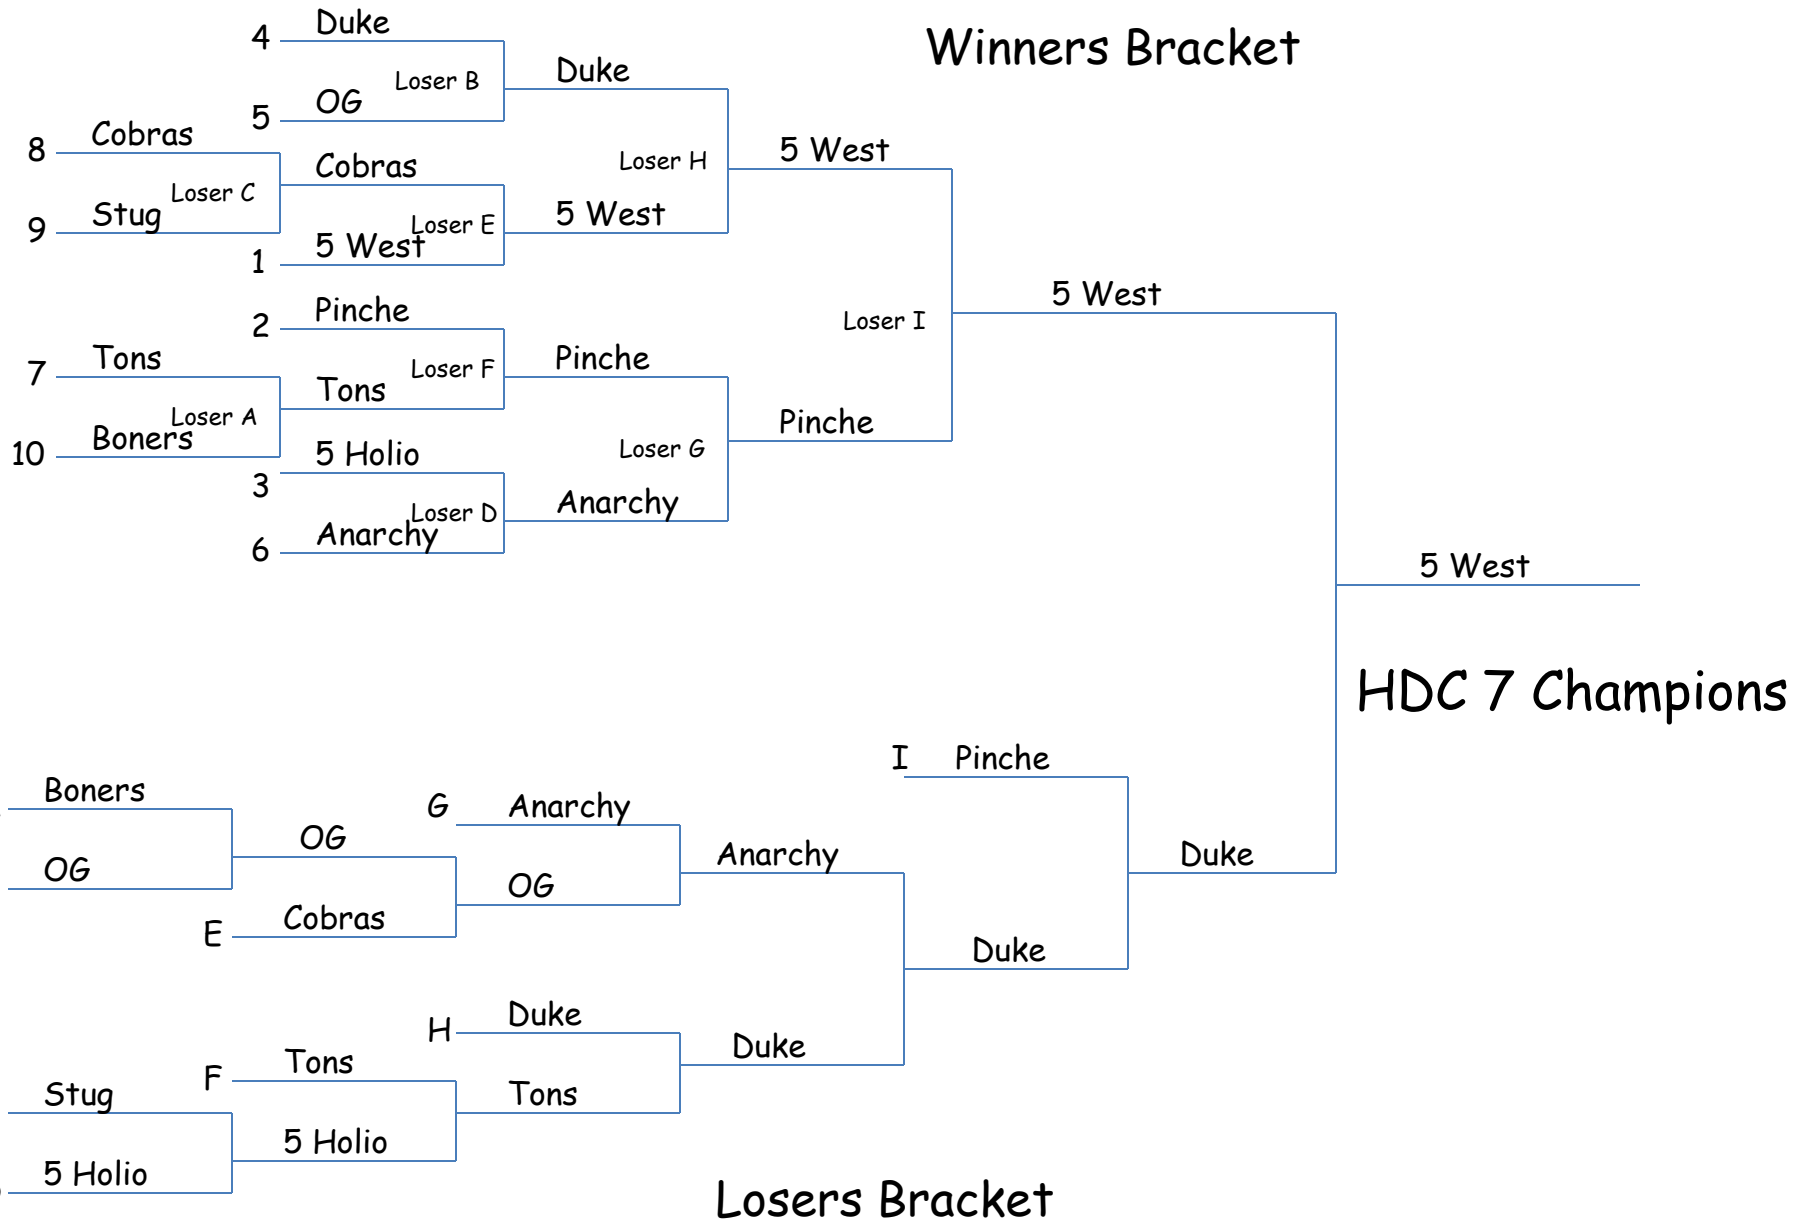 Winners Bracket
4 Duke
Loser B
5 OG
Duke
8 Cobras
Loser C
9 Stug
Cobras
Loser E
1 5 West
5 West
Loser H
5 West
2 Pinche
Loser F
7 Tons
Loser A
10 Boners
Tons
Pinche
5 Holio
3
Loser D
Anarchy
6
Loser G
Anarchy
Pinche
Loser I
5 West
5 West
HDC 7 Champions
I Pinche
Boners
OG
OG
E Cobras
G Anarchy
OG
Anarchy
Duke
Duke
H Duke
F Tons
Stug
5 Holio
5 Holio
Tons
Duke
Losers Bracket